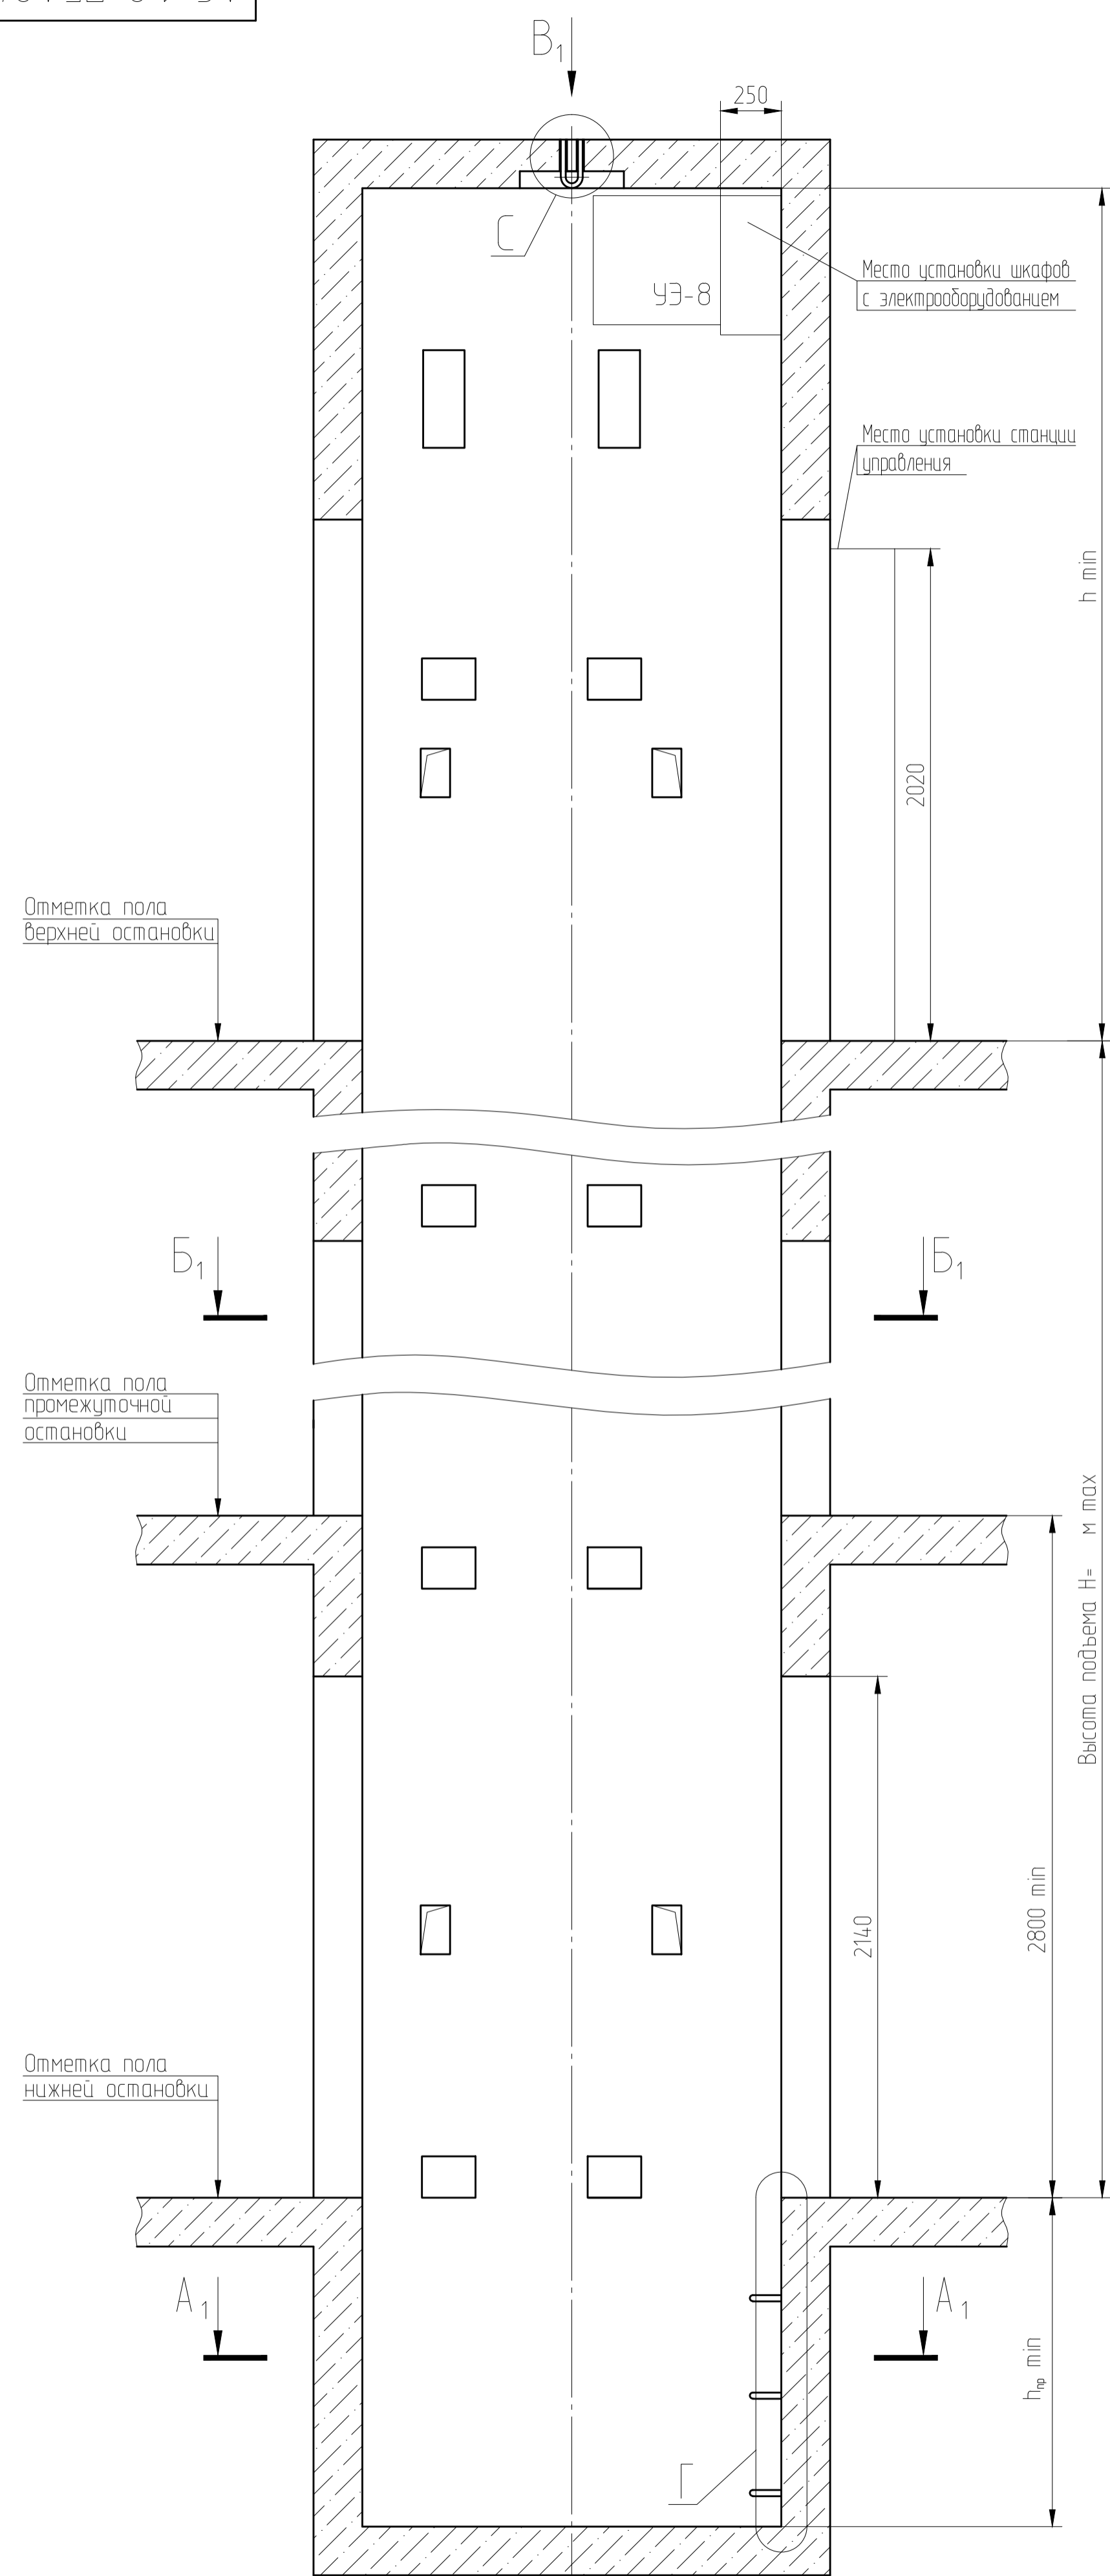 В₁
250
С
УЭ-8
Место установки шкафов
с электрооборудованием
Место установки станции
управления
h min
2020
Отметка пола
верхней остановки
Б₁
Б₁
Отметка пола
промежуточной
остановки
Высота подъема Н= м max
2800 min
2140
Отметка пола
нижней остановки
А₁
А₁
hпр min
Г